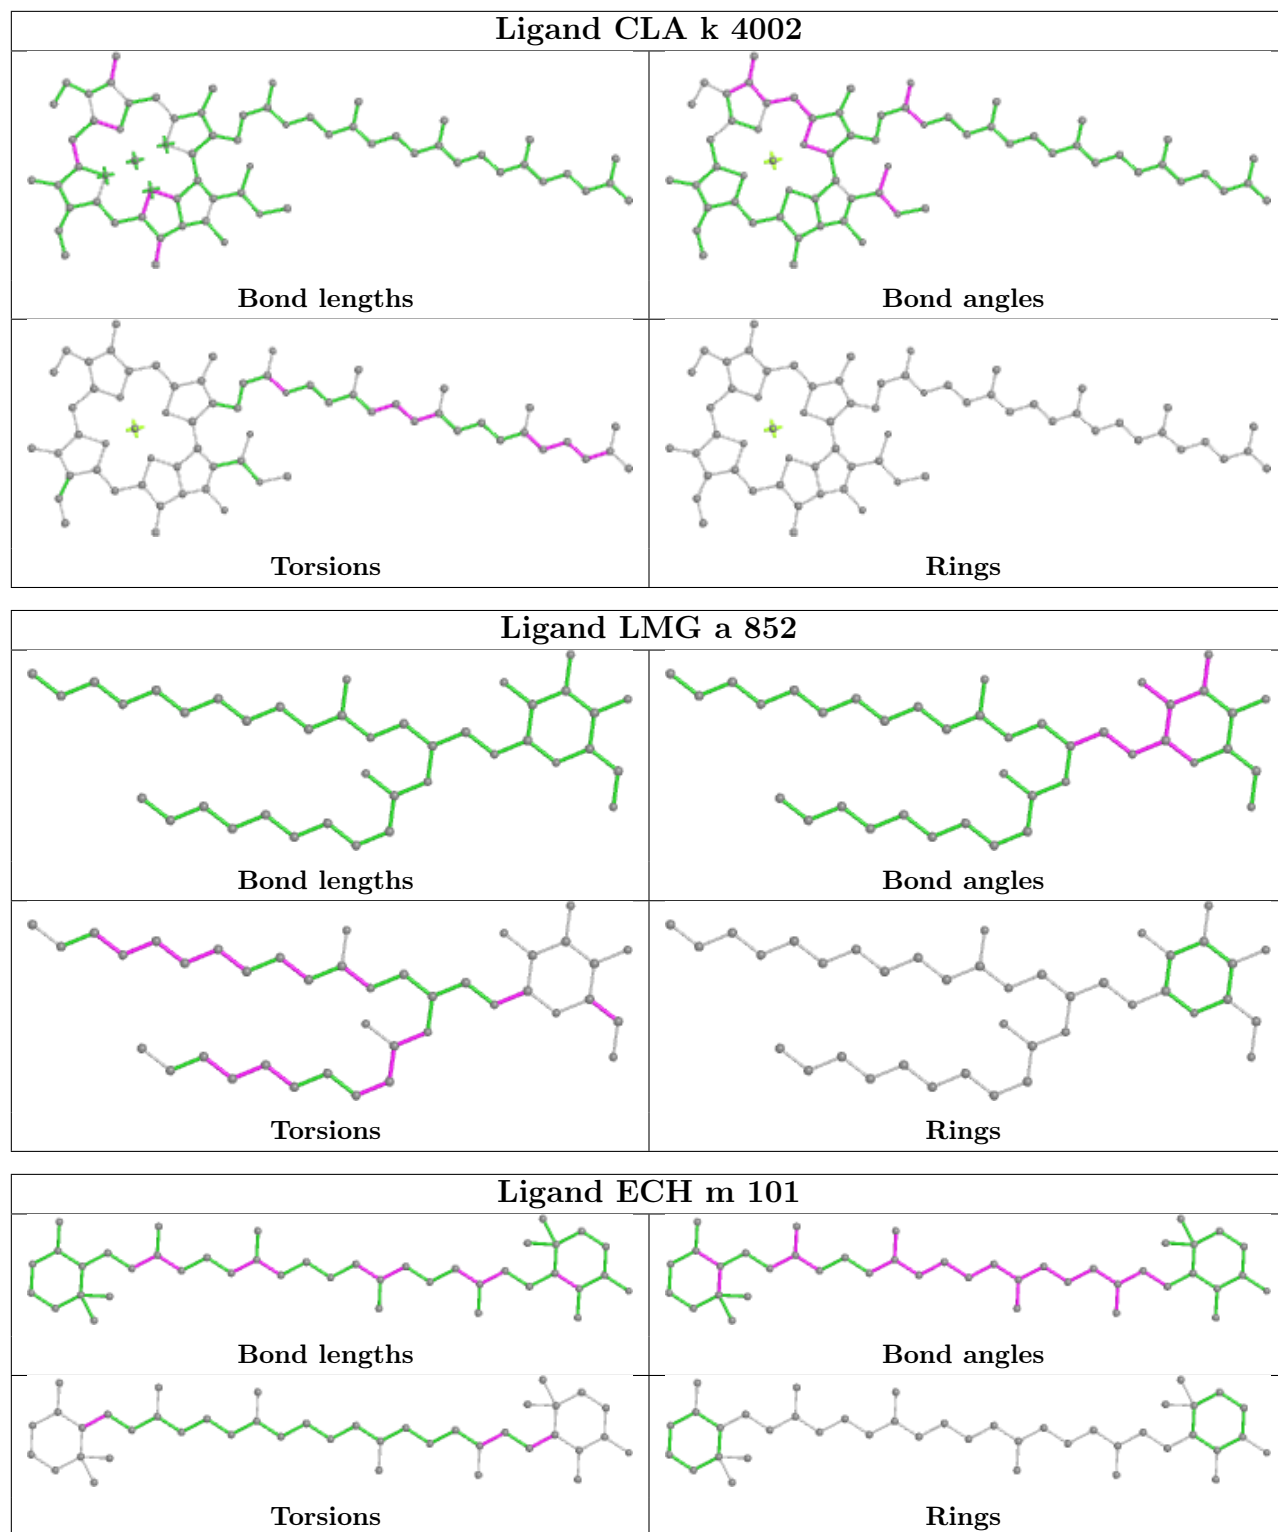 Ligand CLA k 4002
Bond lengths
Bond angles
Torsions
Rings
Ligand LMG a 852
Bond lengths
Bond angles
Torsions
Rings
Ligand ECH m 101
Bond lengths
Bond angles
Torsions
Rings